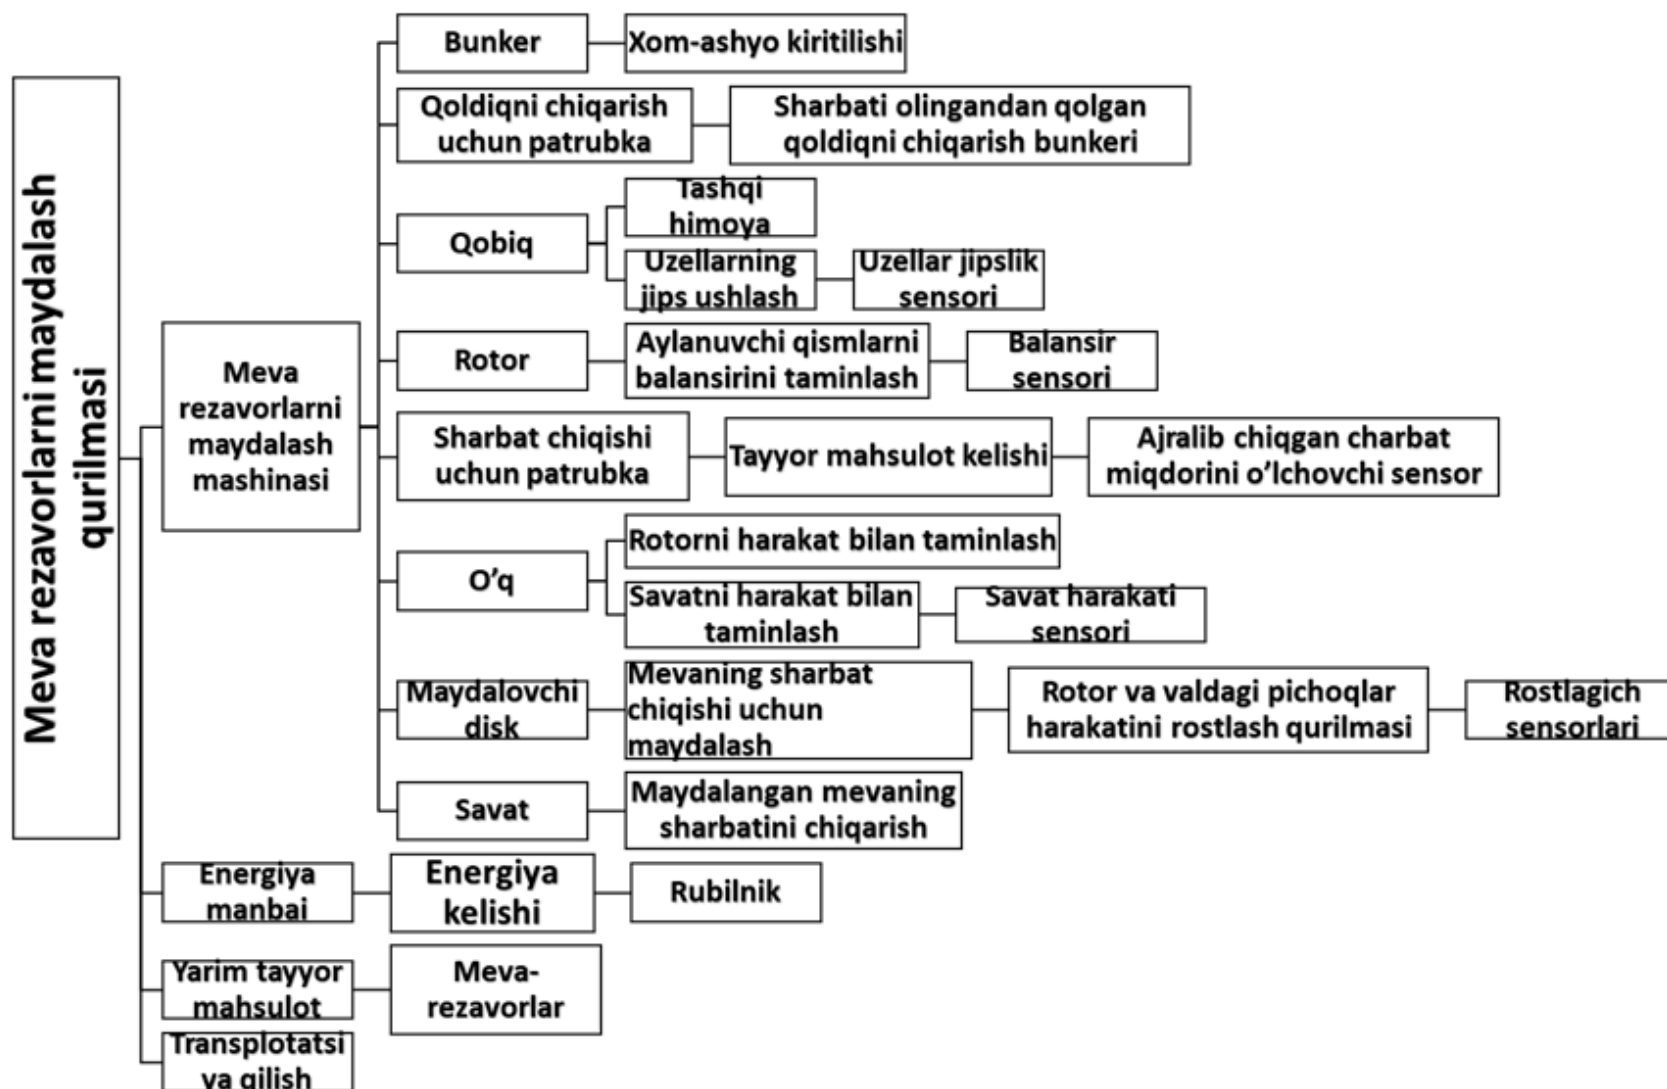 Meva rezavorlarni maydalash
qurilmasi
Meva
rezavorlarni
maydalash
mashinasi
Bunker
Xom-ashyo kiritilishi
Qoldiqni chiqarish
uchun patrubka
Sharbati olingandan qolgan
qoldiqni chiqarish bunkeri
Qobiq
Tashqi
himoya
Uzellarning
jips ushlash
Uzellar jipslik
sensori
Rotor
Aylanuvchi qismlarni
balansirini taminlash
Balansir
sensori
Sharbat chiqishi
uchun patrubka
Tayyor mahsulot kelishi
Ajralib chiqgan charbat
miqdorini o’lchovchi sensor
O’q
Rotorni harakat bilan taminlash
Savatni harakat bilan
taminlash
Savat harakati
sensori
Maydalovchi
disk
Mevaning sharbat
chiqishi uchun
maydalash
Rotor va valdagi pichoqlar
harakatini rostlash qurilmasi
Rostlagich
sensorlari
Savat
Maydalangan mevaning
sharbatini chiqarish
Energiya
manbai
Energiya
kelishi
Rubilnik
Yarim tayyor
mahsulot
Meva-
rezavorlar
Transplotatsi
ya qilish